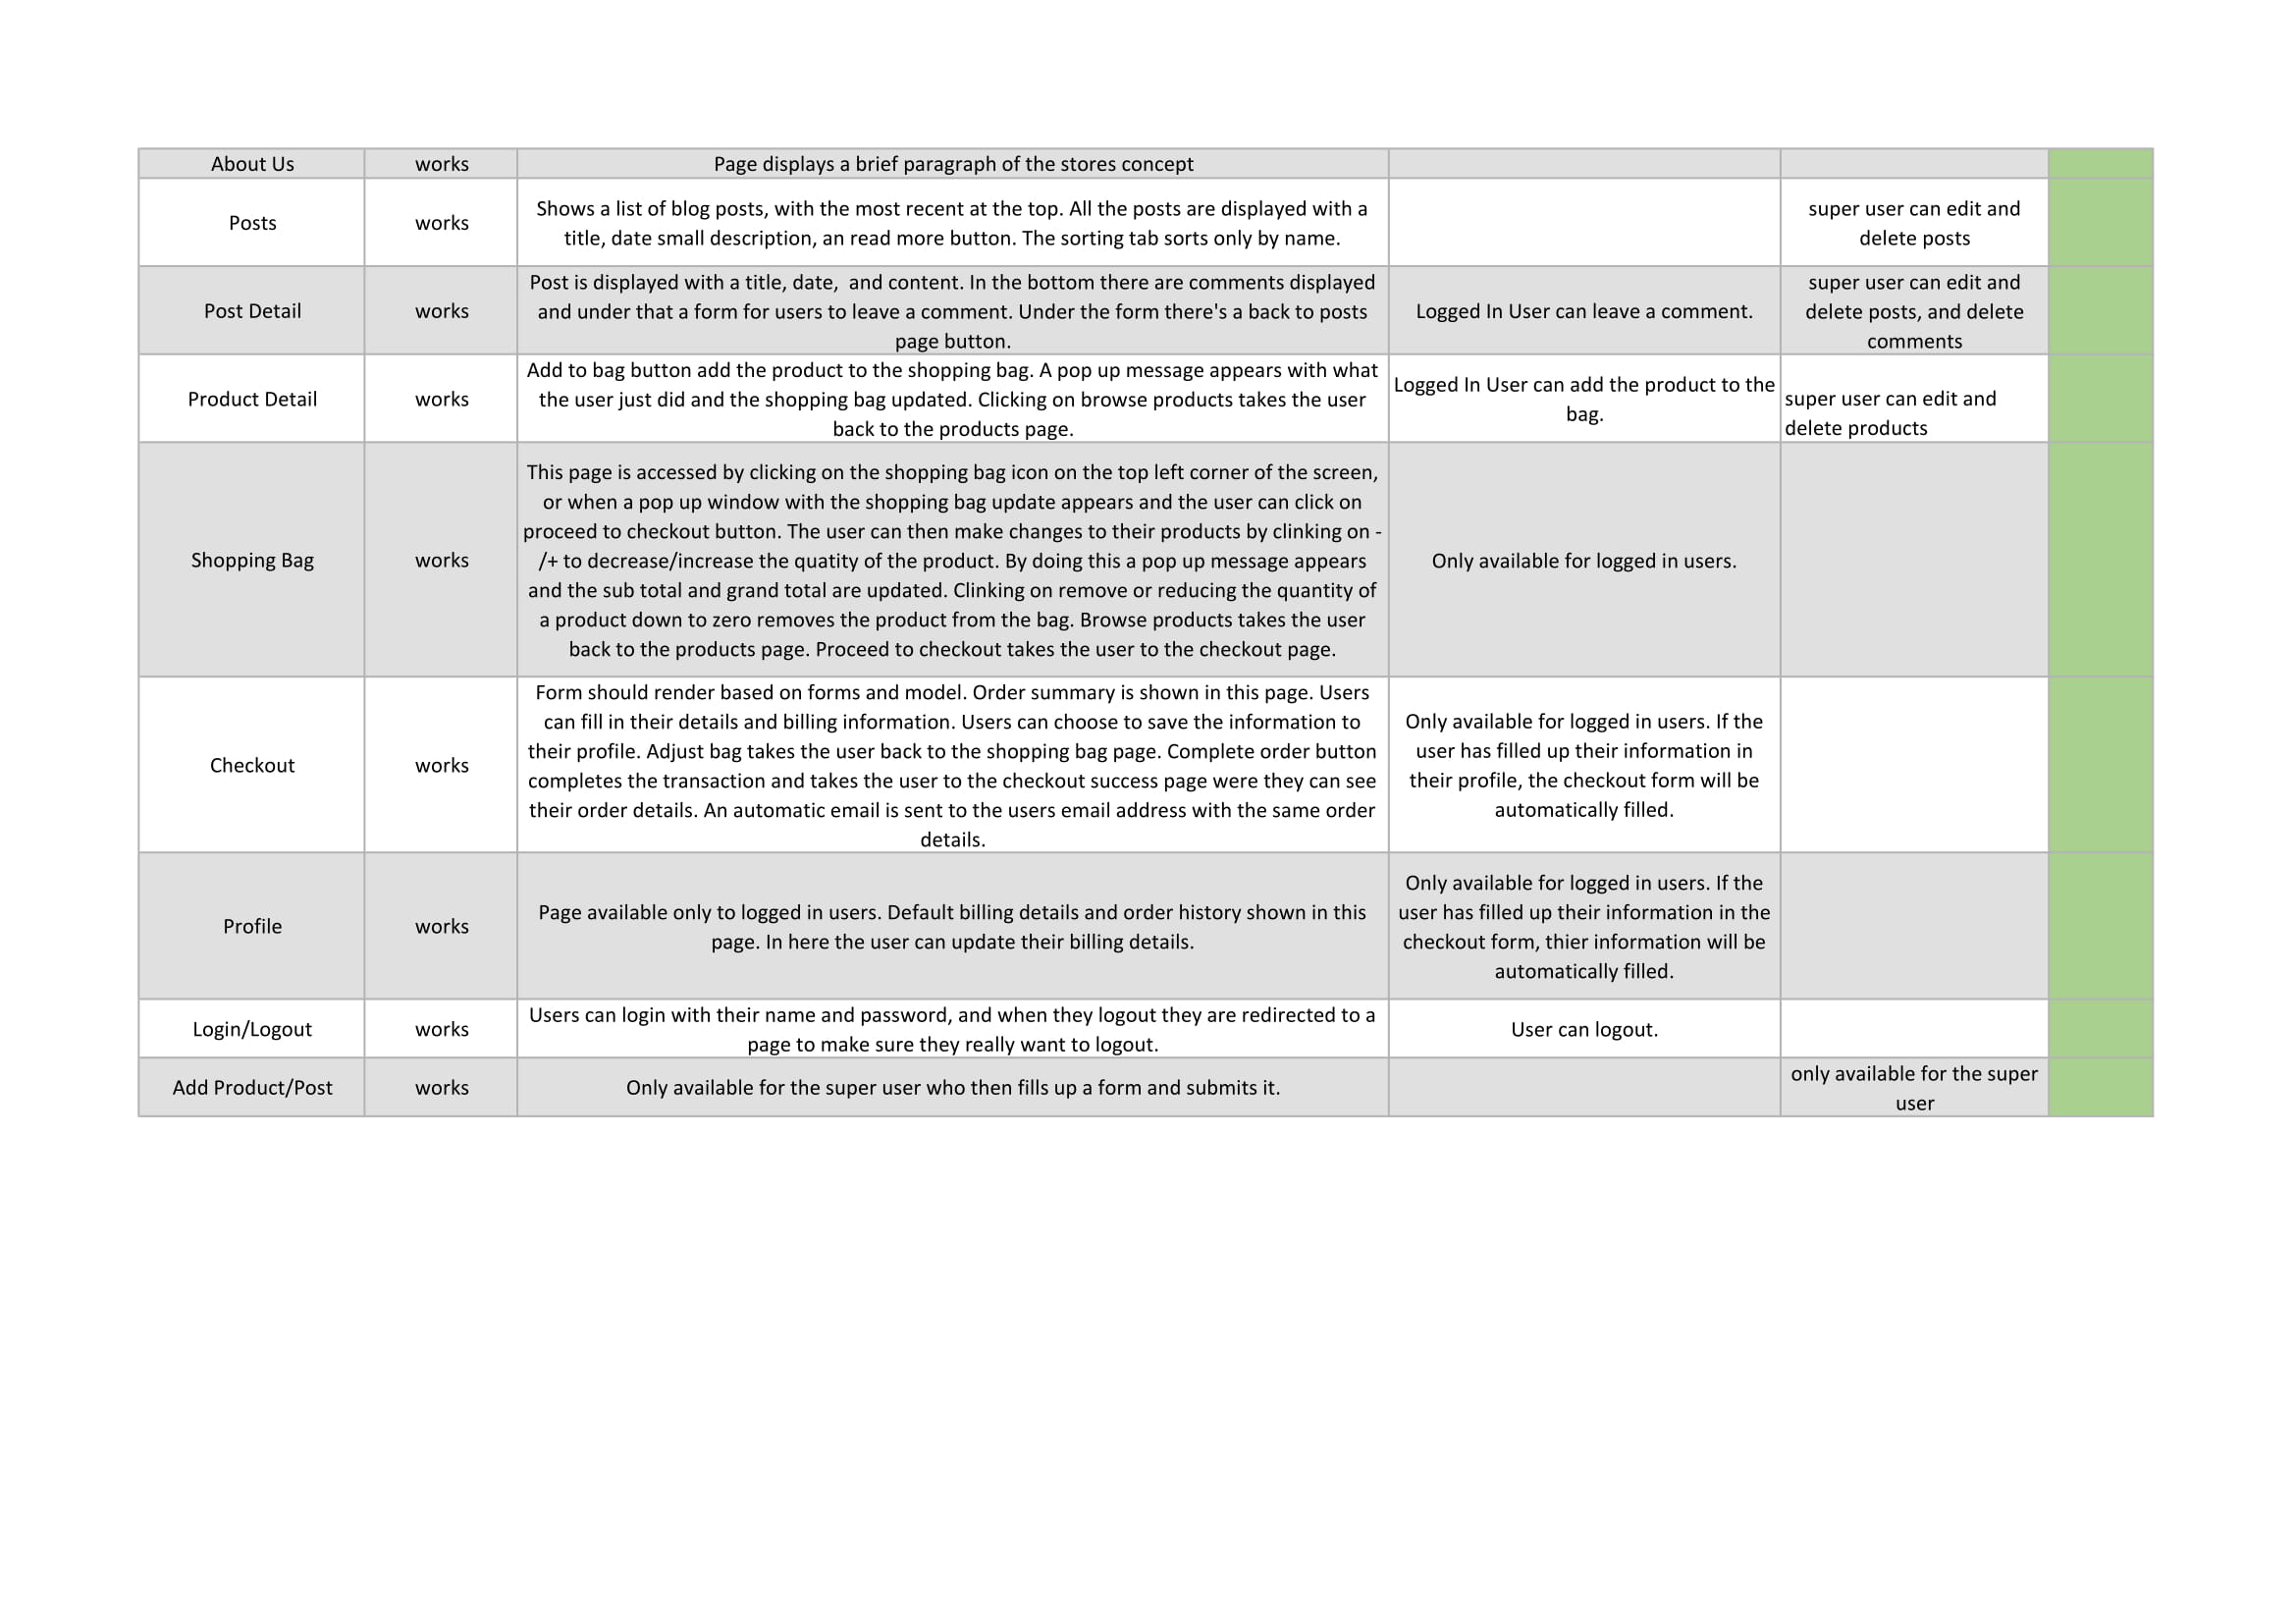 About Us works Page displays a brief paragraph of the stores concept
Posts works
Shows a list of blog posts, with the most recent at the top. All the posts are displayed with a
title, date small description, an read more button. The sorting tab sorts only by name.
super user can edit and
delete posts
Post Detail works
Post is displayed with a title, date,  and content. In the bottom there are comments displayed
and under that a form for users to leave a comment. Under the form there's a back to posts
page button.
Logged In User can leave a comment.
super user can edit and
delete posts, and delete
comments
Product Detail works
Add to bag button add the product to the shopping bag. A pop up message appears with what
the user just did and the shopping bag updated. Clicking on browse products takes the user
back to the products page.
Logged In User can add the product to the
bag.
super user can edit and
delete products
Shopping Bag works
This page is accessed by clicking on the shopping bag icon on the top left corner of the screen,
or when a pop up window with the shopping bag update appears and the user can click on
proceed to checkout button. The user can then make changes to their products by clinking on -
/+ to decrease/increase the quatity of the product. By doing this a pop up message appears
and the sub total and grand total are updated. Clinking on remove or reducing the quantity of
a product down to zero removes the product from the bag. Browse products takes the user
back to the products page. Proceed to checkout takes the user to the checkout page.
Only available for logged in users.
Checkout works
Form should render based on forms and model. Order summary is shown in this page. Users
can fill in their details and billing information. Users can choose to save the information to
their profile. Adjust bag takes the user back to the shopping bag page. Complete order button
completes the transaction and takes the user to the checkout success page were they can see
their order details. An automatic email is sent to the users email address with the same order
details.
Only available for logged in users. If the
user has filled up their information in
their profile, the checkout form will be
automatically filled.
Profile works
Page available only to logged in users. Default billing details and order history shown in this
page. In here the user can update their billing details.
Only available for logged in users. If the
user has filled up their information in the
checkout form, thier information will be
automatically filled.
Login/Logout works
Users can login with their name and password, and when they logout they are redirected to a
page to make sure they really want to logout.
User can logout.
Add Product/Post works Only available for the super user who then fills up a form and submits it.
only available for the super
user